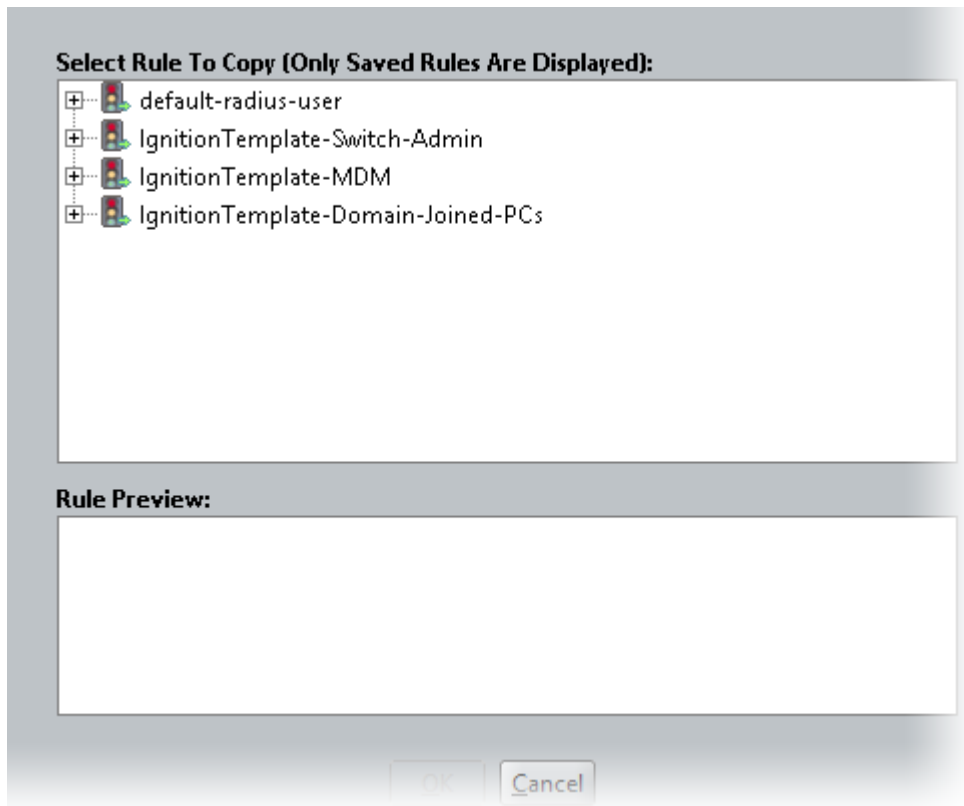 Select Rule To Copy (Only Saved Rules Are Displayed):
default-radius-user
IgnitionTemplate-Switch-Admin
IgnitionTemplate-MDM
IgnitionTemplate-Domain-Joined-PCs
Rule Preview:
OK Cancel